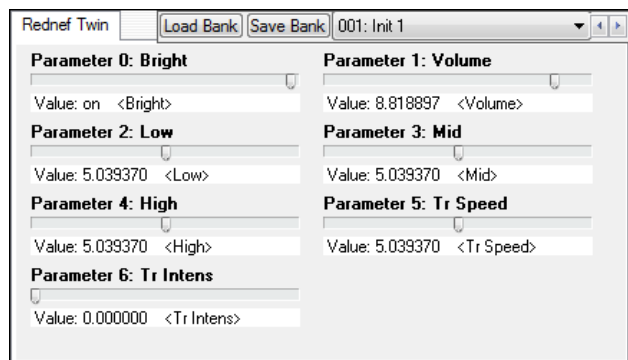 Rednef Twin Load Bank Save Bank 001: Init 1
Parameter 0: Bright
Value: on <Bright>
Parameter 1: Volume
Value: 8.818897 <Volume>
Parameter 2: Low
Value: 5.039370 <Low>
Parameter 3: Mid
Value: 5.039370 <Mid>
Parameter 4: High
Value: 5.039370 <High>
Parameter 5: Tr Speed
Value: 5.039370 <Tr Speed>
Parameter 6: Tr Intens
Value: 0.000000 <Tr Intens>